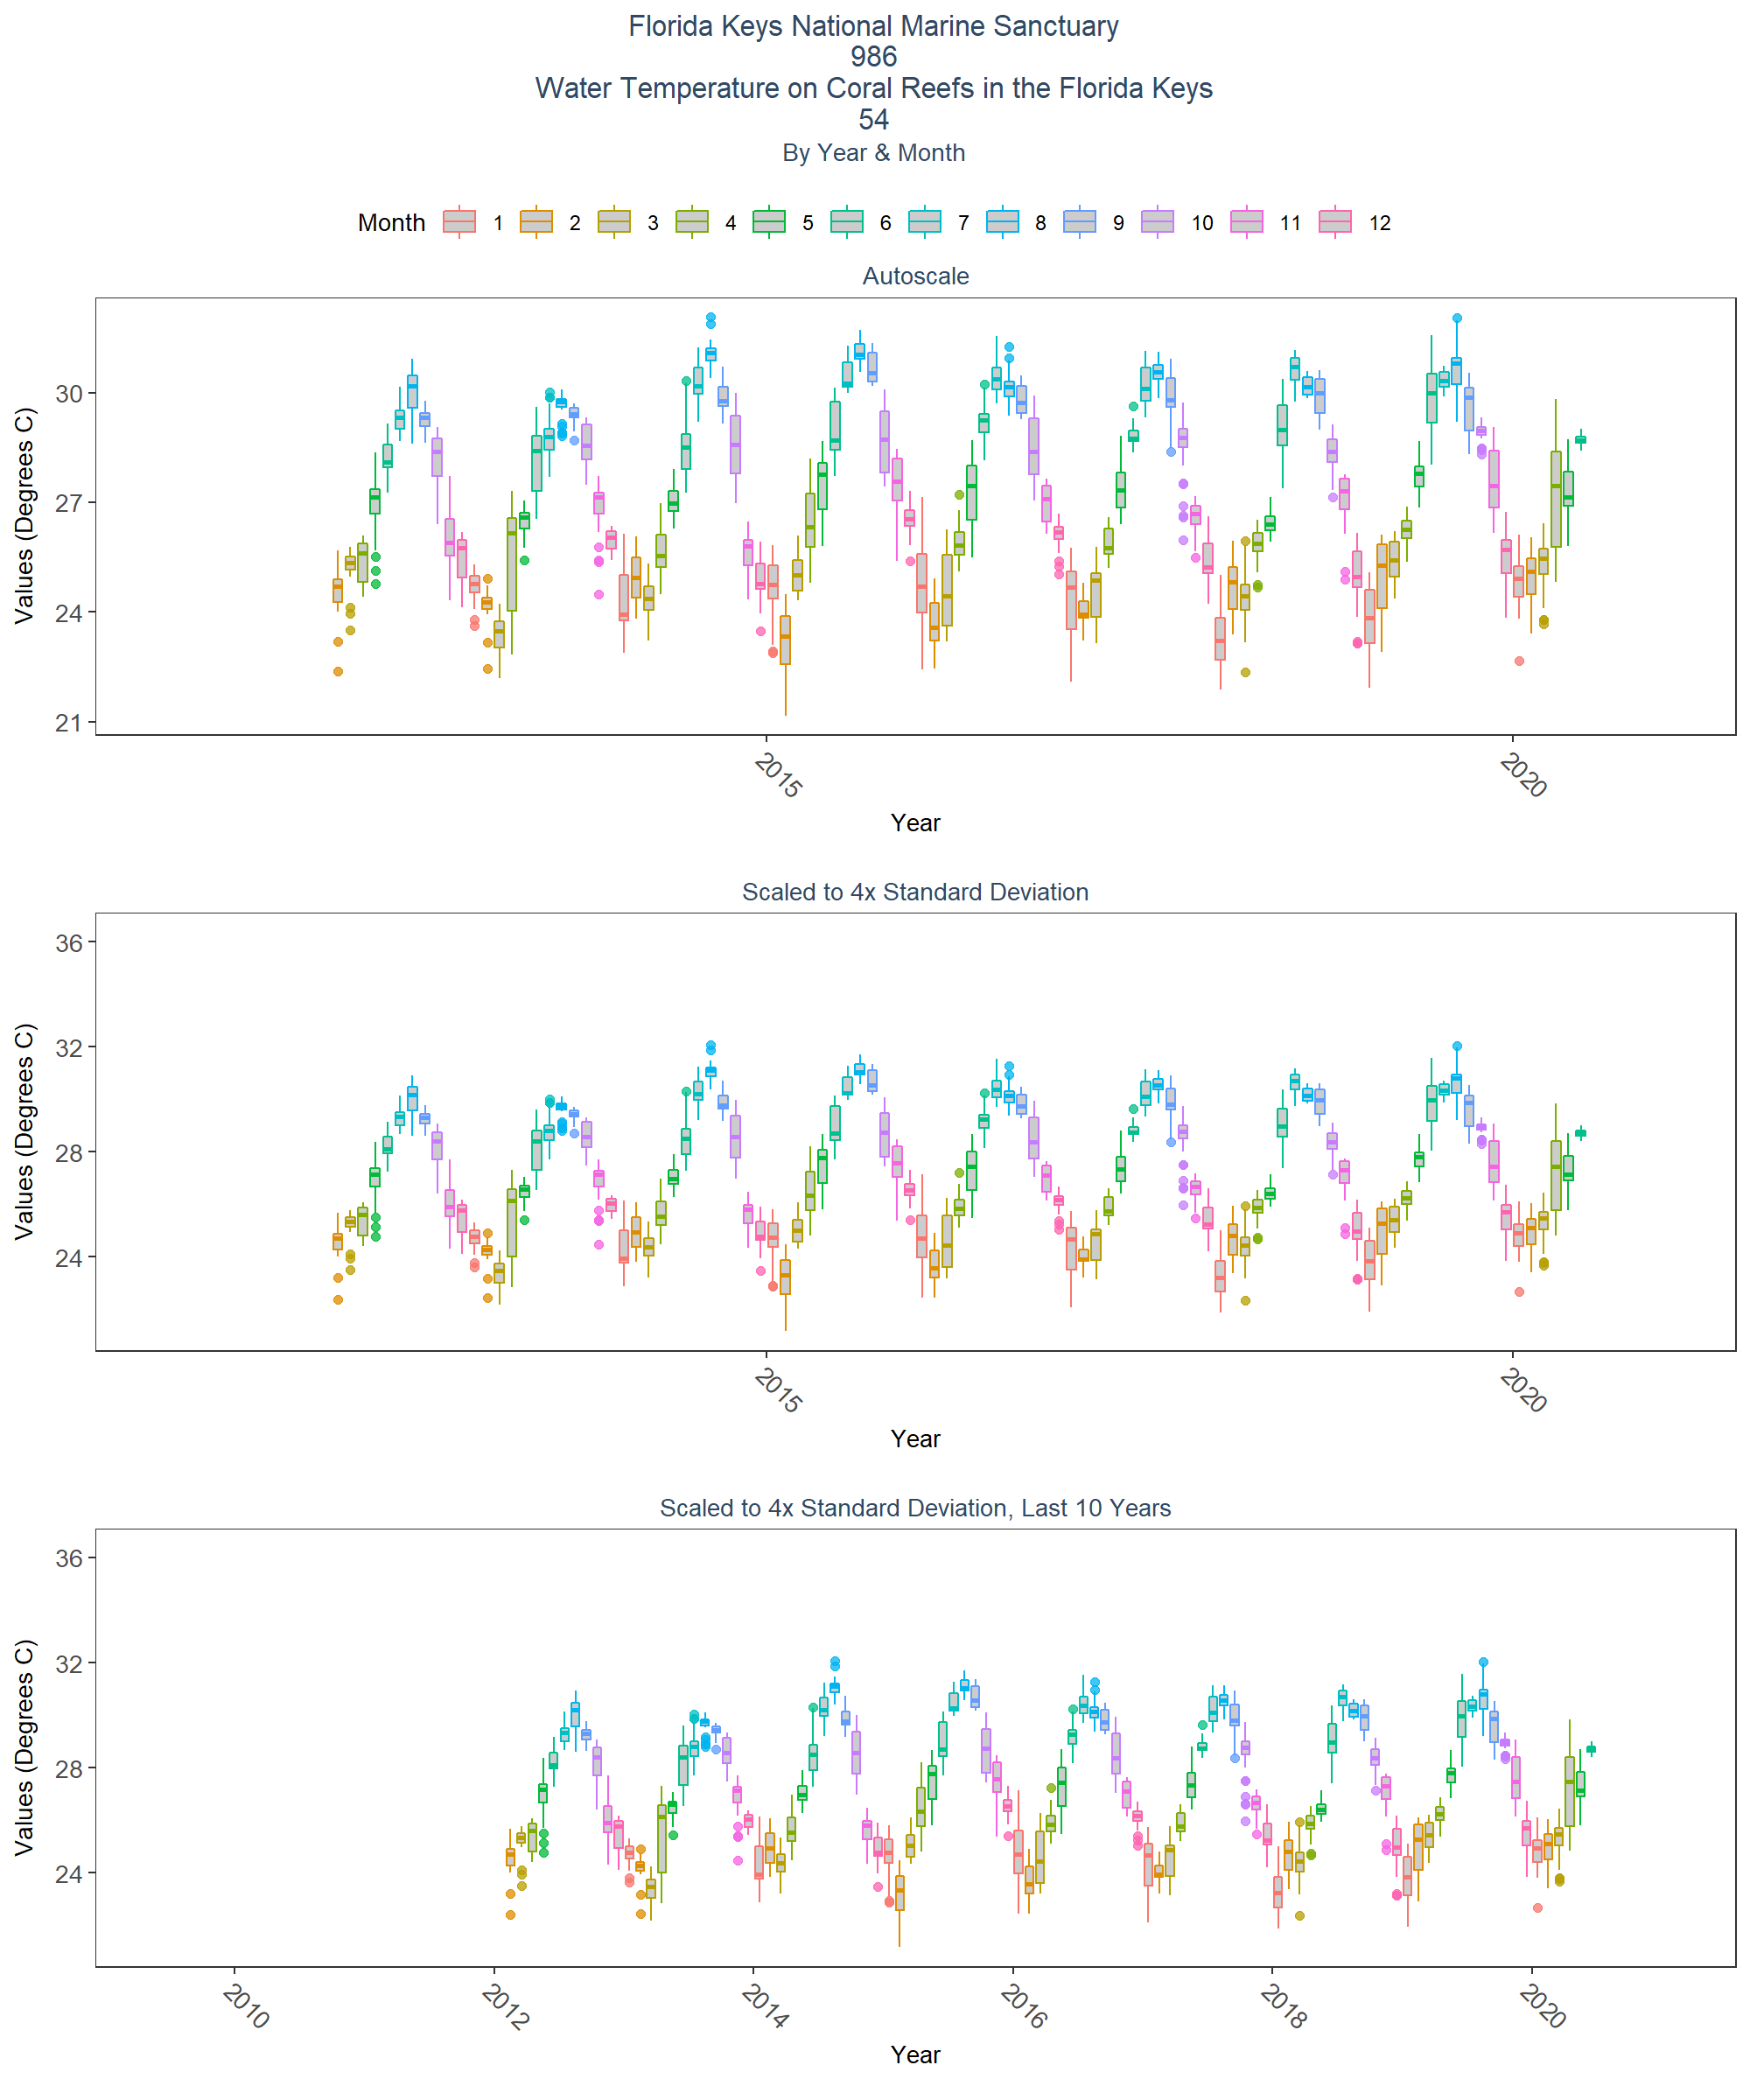 Florida Keys National Marine Sanctuary
986
Water Temperature on Coral Reefs in the Florida Keys
54
By Year & Month
Month 1 2 3 4 5 6 7 8 9 10 11 12
Autoscale
Values (Degrees C)
30
27
24
21
2015 2020
Year
Scaled to 4x Standard Deviation
Values (Degrees C)
36
32
28
24
2015 2020
Year
Scaled to 4x Standard Deviation, Last 10 Years
Values (Degrees C)
36
32
28
24
2010 2012 2014 2016 2018 2020
Year